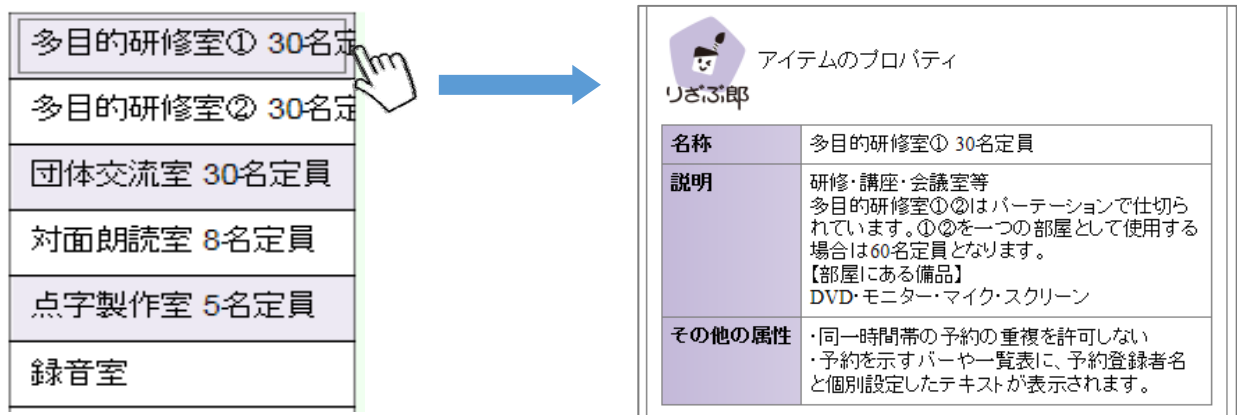 多目的研修室① 30名定
多目的研修室② 30名定
団体交流室 30名定員
対面朗読室 8名定員
点字製作室 5名定員
録音室
アイテムのプロパティ
りざぶ郎
名称
多目的研修室① 30名定員
説明
研修・講座・会議室等
多目的研修室①②はパーテーションで仕切ら
れています。①②を一つの部屋として使用する
場合は60名定員となります。
【部屋にある備品】
DVD・モニター・マイク・スクリーン
その他の属性
・同一時間帯の予約の重複を許可しない
・予約を示すバーや一覧表に、予約登録者名
と個別設定したテキストが表示されます。